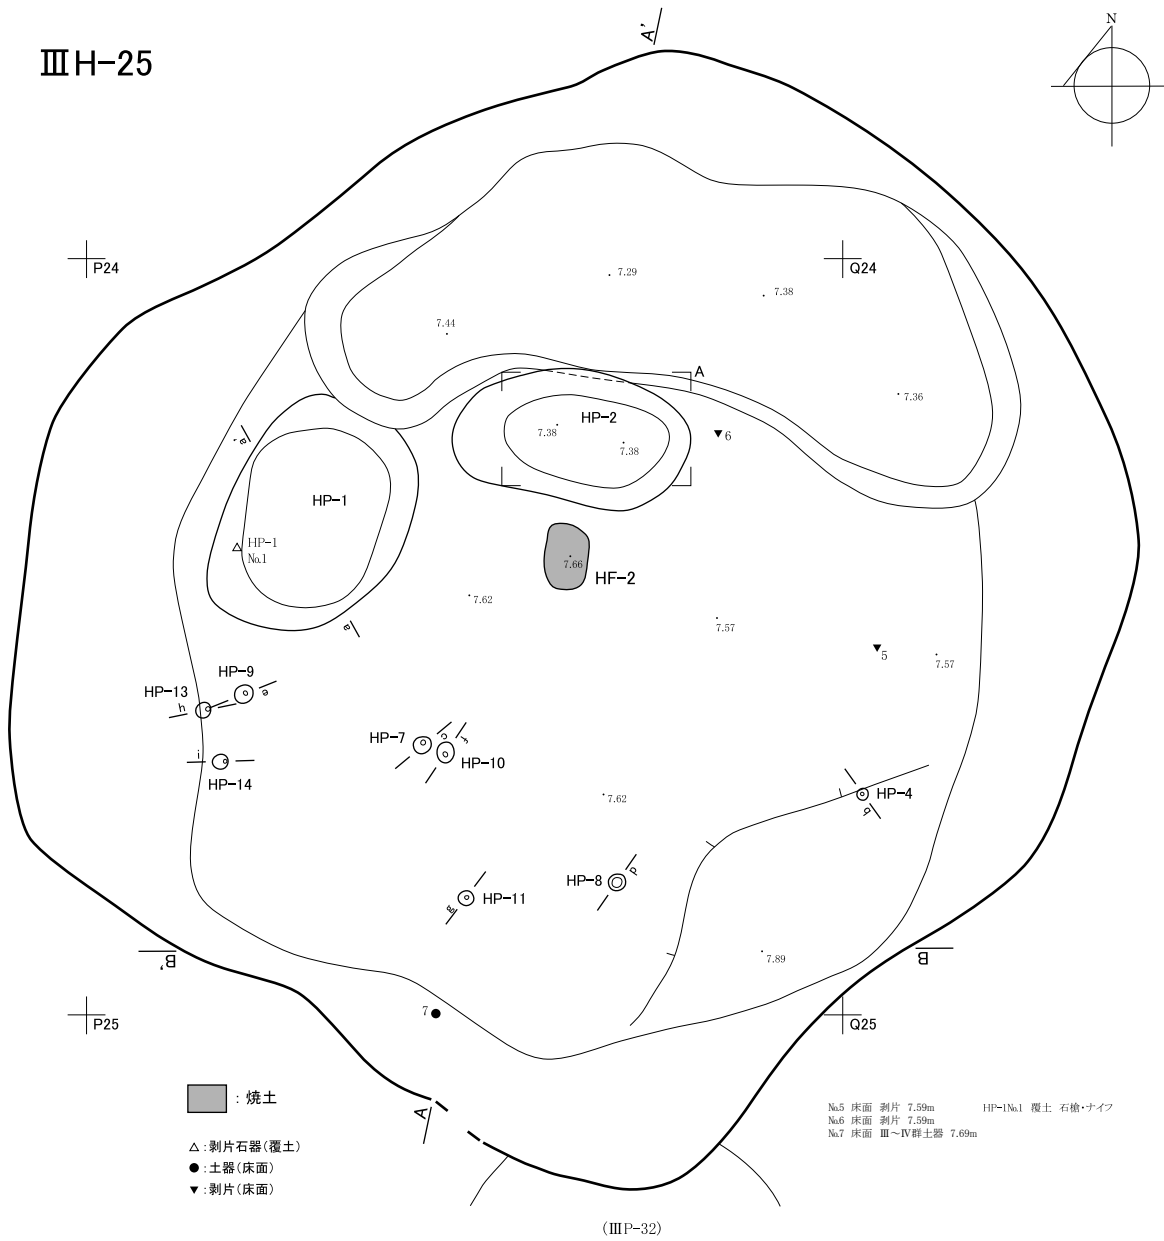 ⅢH-25
A'
N
P24
Q24
7.29
7.38
7.44
A
7.36
HP-2
7.38
7.38
6
a'
HP-1
HP-1
No.1
7.66
HF-2
7.62
7.57
a
5
7.57
HP-9
HP-13
e
h
HP-7
c
f
i
HP-10
HP-14
7.62
HP-4
b
HP-8
d
HP-11
g
B'
7.89
B
7
P25
Q25
：焼土
A
△：剥片石器（覆土）
●：土器（床面）
▼：剥片（床面）
No.5 床面 剥片 7.59m HP-1No.1 覆土 石槍・ナイフ
No.6 床面 剥片 7.59m
No.7 床面 Ⅲ～Ⅳ群土器 7.69m
（ⅢP-32）